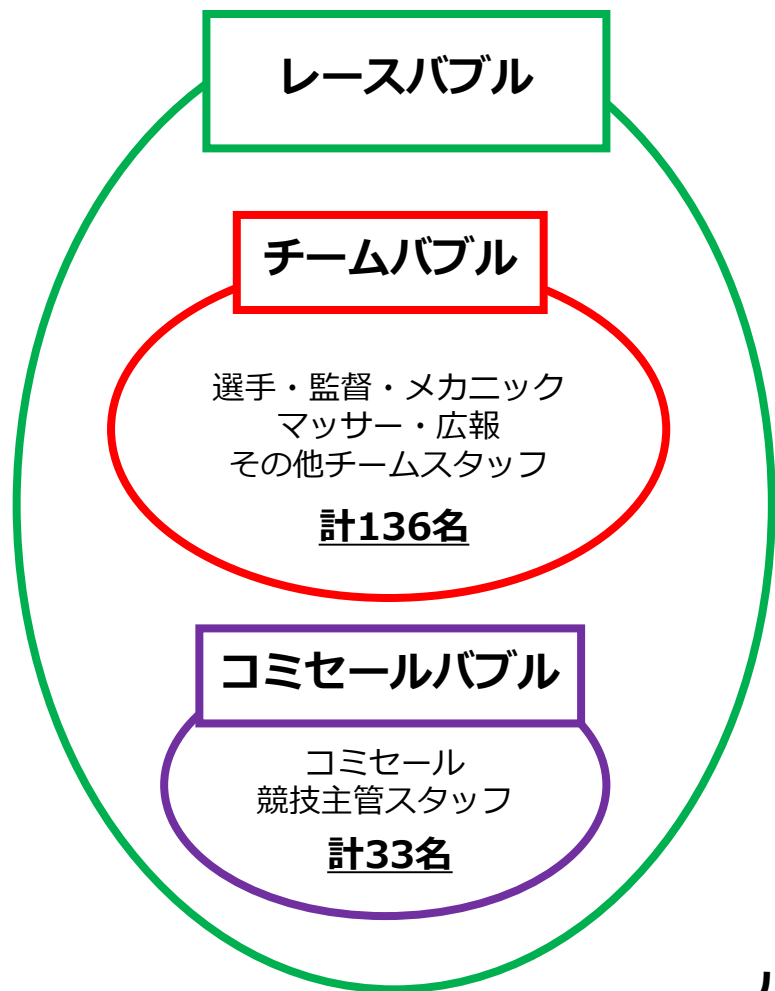 レースバブル
チームバブル
選手・監督・メカニック
マッサー・広報
その他チームスタッフ
計136名
コミセールバブル
コミセール
競技主管スタッフ
計33名